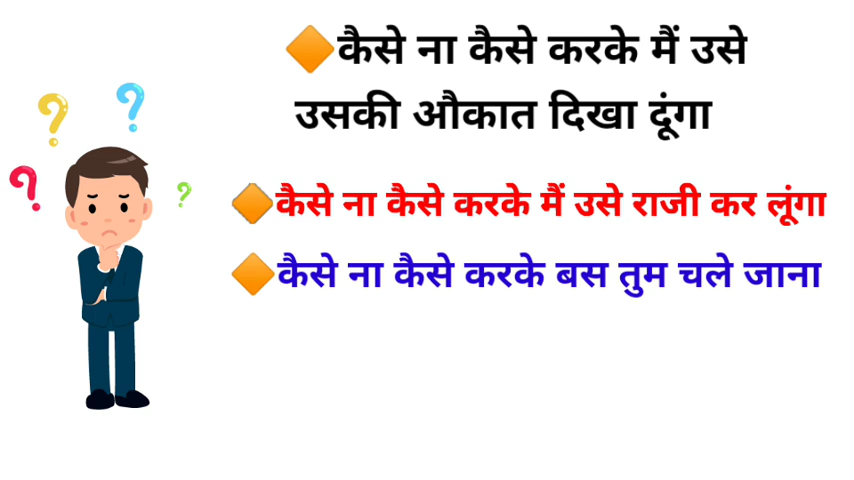 🔶कैसे ना कैसे करके मैं उसे
उसकी औकात दिखा दूंगा
🔶कैसे ना कैसे करके मैं उसे राजी कर लूंगा
🔶कैसे ना कैसे करके बस तुम चले जाना